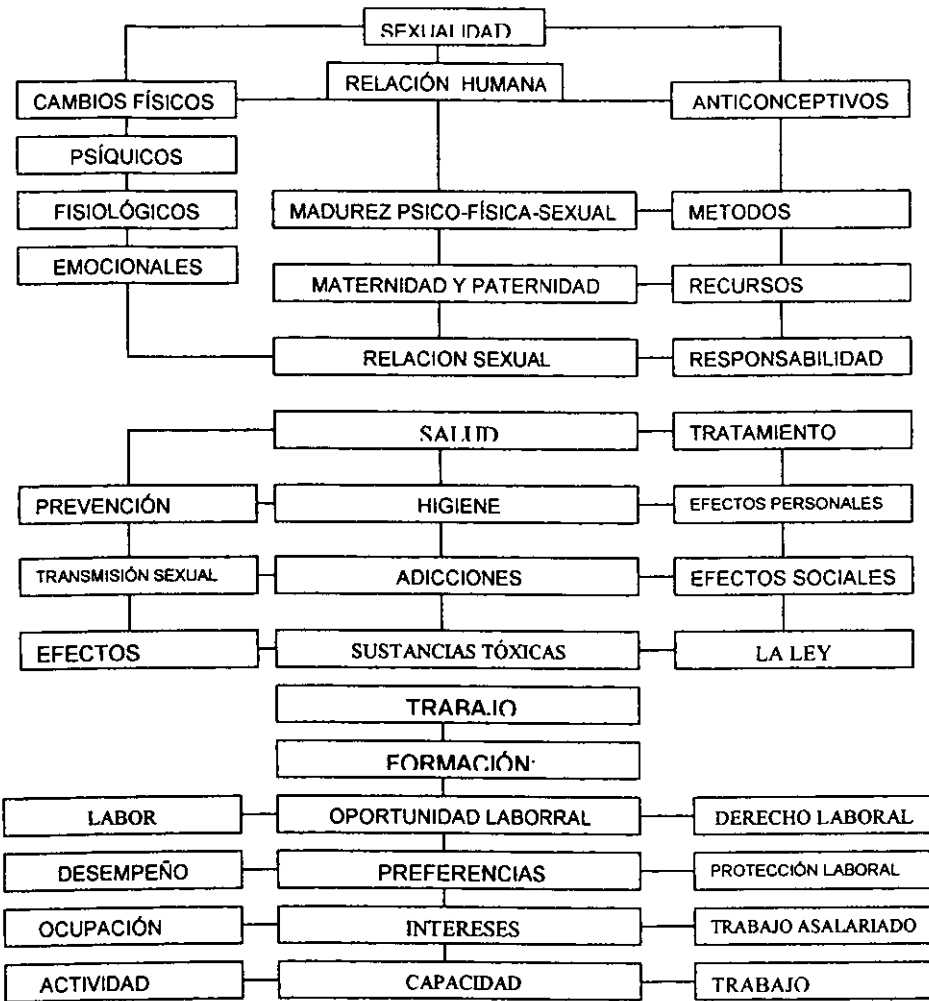 SEXUALIDAD
RELACIÓN HUMANA
CAMBIOS FÍSICOS
ANTICONCEPTIVOS
PSÍQUICOS
FISIOLÓGICOS
MADUREZ PSICO-FÍSICA-SEXUAL
METODOS
EMOCIONALES
MATERNIDAD Y PATERNIDAD
RECURSOS
RELACION SEXUAL
RESPONSABILIDAD
SALUD
TRATAMIENTO
PREVENCIÓN
HIGIENE
EFECTOS PERSONALES
TRANSMISIÓN SEXUAL
ADICCIONES
EFECTOS SOCIALES
EFECTOS
SUSTANCIAS TÓXICAS
LA LEY
TRABAJO
FORMACIÓN:
LABOR
OPORTUNIDAD LABORRAL
DERECHO LABORAL
DESEMPEÑO
PREFERENCIAS
PROTECCIÓN LABORAL
OCUPACIÓN
INTERESES
TRABAJO ASALARIADO
ACTIVIDAD
CAPACIDAD
TRABAJO